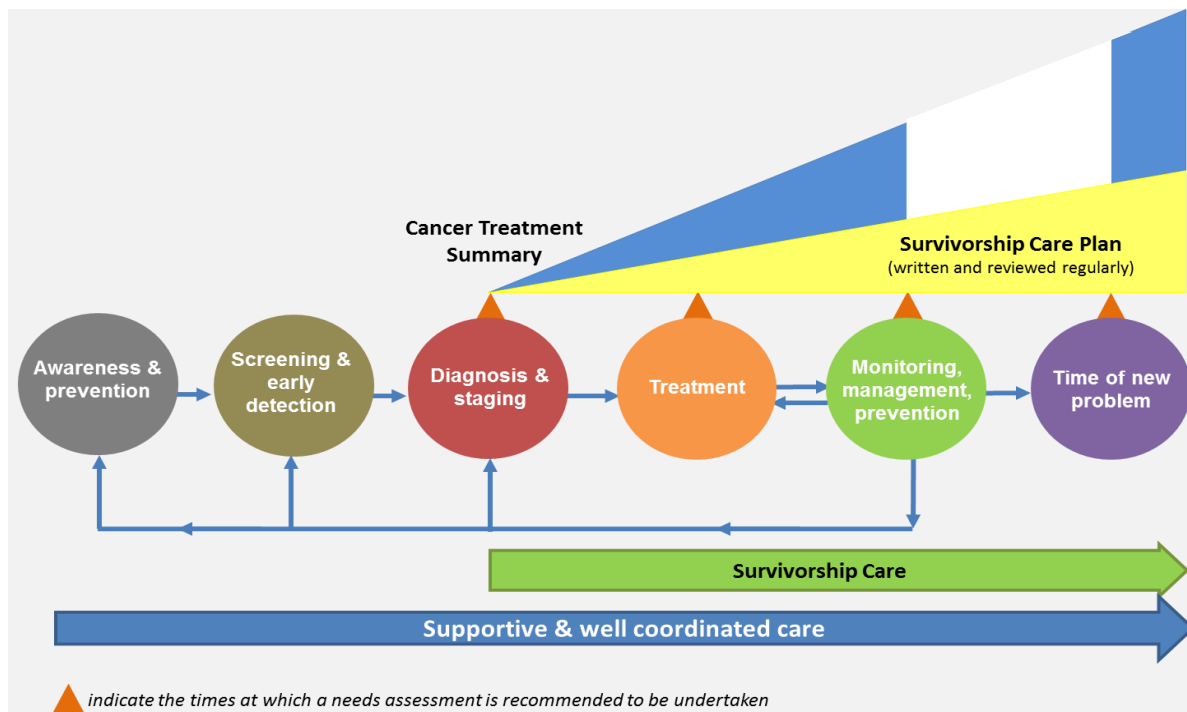 Cancer Treatment
Summary
Survivorship Care Plan
(written and reviewed regularly)
Awareness &
prevention
Screening &
early
detection
Diagnosis &
staging
Treatment
Monitoring,
management,
prevention
Time of new
problem
Survivorship Care
Supportive & well coordinated care
indicate the times at which a needs assessment is recommended to be undertaken